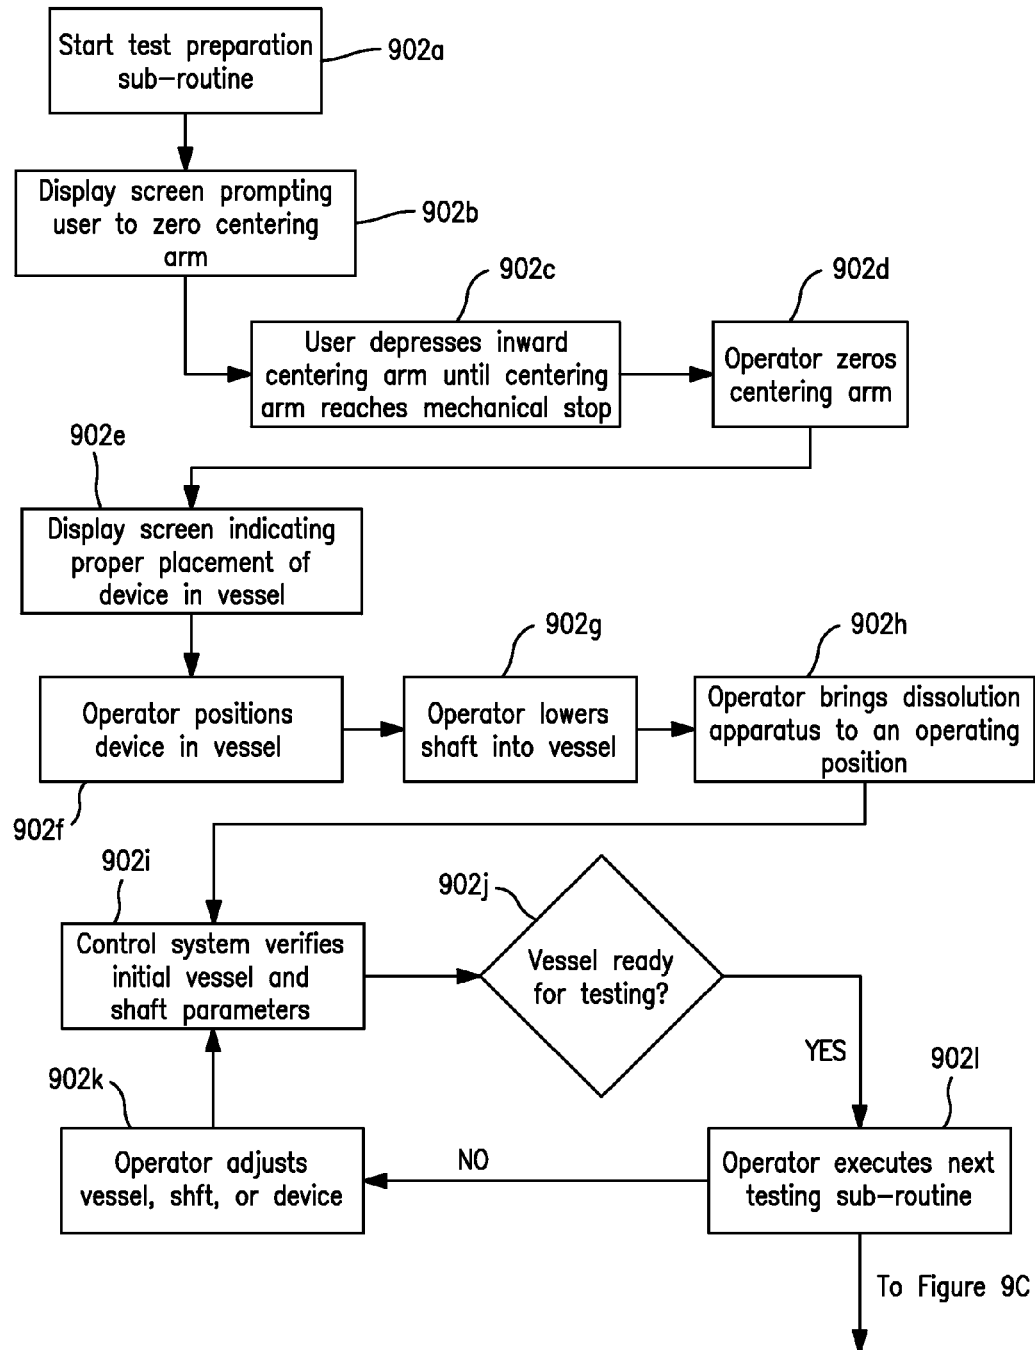 Start test preparation
sub-routine
902a
Display screen prompting
user to zero centering
arm
902b
902c
User depresses inward
centering arm until centering
arm reaches mechanical stop
902d
Operator zeros
centering arm
902e
Display screen indicating
proper placement of
device in vessel
Operator positions
device in vessel
902f
902g
Operator lowers
shaft into vessel
902h
Operator brings dissolution
apparatus to an operating
position
902i
Control system verifies
initial vessel and
shaft parameters
902j
Vessel ready
for testing?
YES
902k
Operator adjusts
vessel, shft, or device
NO
902l
Operator executes next
testing sub-routine
To Figure 9C